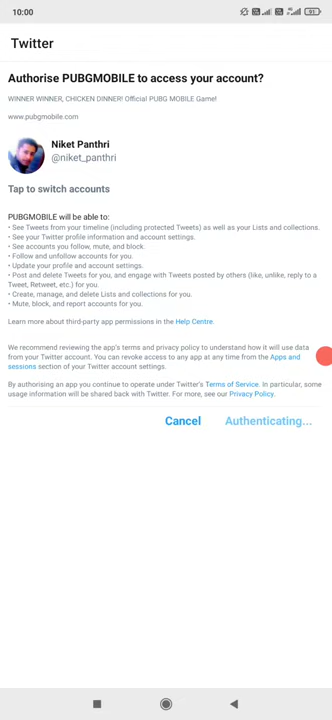 10:00
91
Twitter
Authorise PUBGMOBILE to access your account?
WINNER WINNER, CHICKEN DINNER! Official PUBG MOBILE Game!
www.pubgmobile.com
Niket Panthri
@niket_panthri
Tap to switch accounts
PUBGMOBILE will be able to:
• See Tweets from your timeline (including protected Tweets) as well as your Lists and collections.
• See your Twitter profile information and account settings.
• See accounts you follow, mute, and block.
• Follow and unfollow accounts for you.
• Update your profile and account settings.
• Post and delete Tweets for you, and engage with Tweets posted by others (like, unlike, reply to a
Tweet, Retweet, etc.) for you.
• Create, manage, and delete Lists and collections for you.
• Mute, block, and report accounts for you.
Learn more about third-party app permissions in the Help Centre.
We recommend reviewing the app's terms and privacy policy to understand how it will use data
from your Twitter account. You can revoke access to any app at any time from the Apps and
sessions section of your Twitter account settings.
By authorising an app you continue to operate under Twitter's Terms of Service. In particular, some
usage information will be shared back with Twitter. For more, see our Privacy Policy.
Cancel Authenticating...